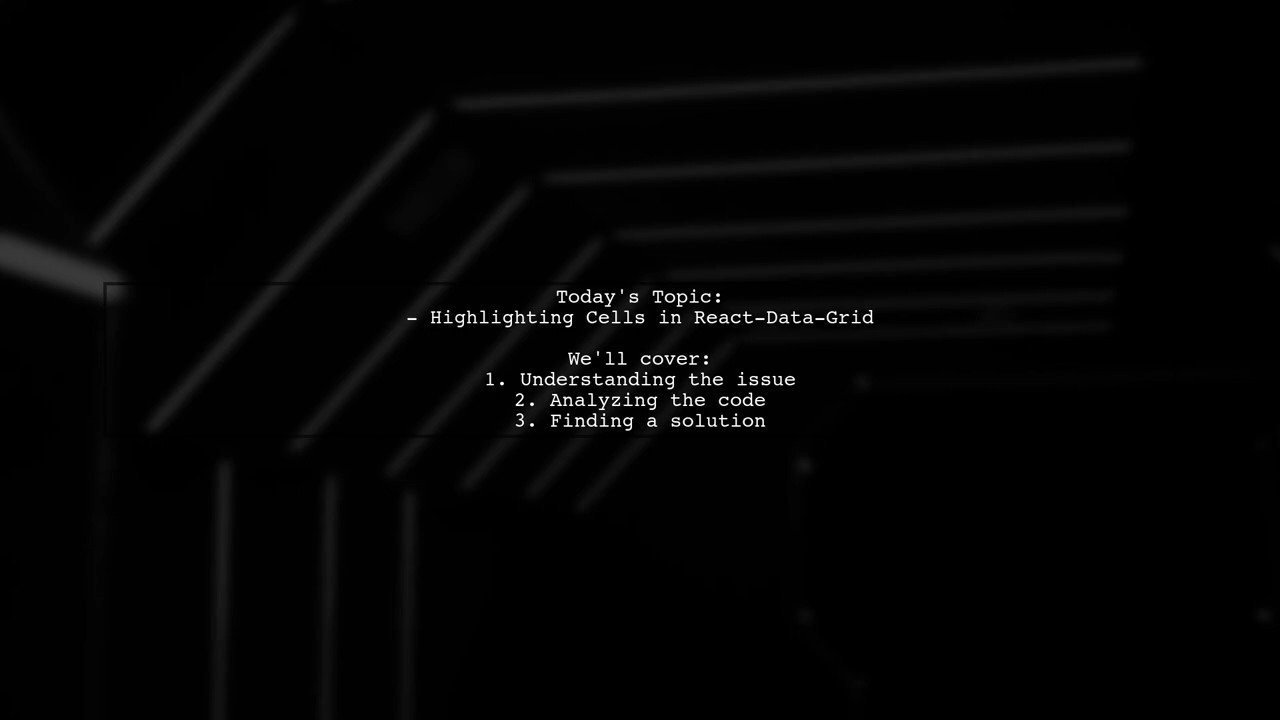 Today's Topic:
- Highlighting Cells in React-Data-Grid
We'll cover:
1. Understanding the issue
2. Analyzing the code
3. Finding a solution